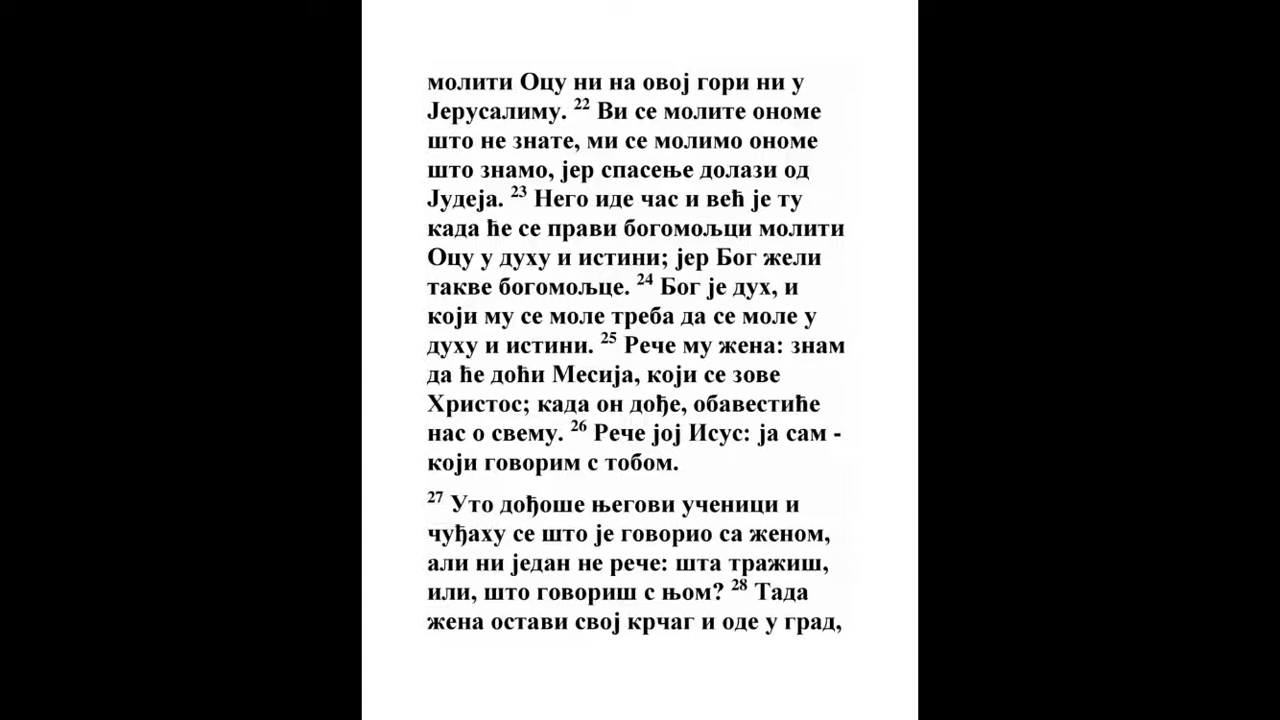 молити Оцу ни на овој гори ни у
Јерусалиму. 22 Ви се молите ономе
што не знате, ми се молимо ономе
што знамо, јер спасење долази од
Јудеја. 23 Него иде час и већ је ту
када ће се прави богомољци молити
Оцу у духу и истини; јер Бог жели
такве богомољце. 24 Бог је дух, и
који му се моле треба да се моле у
духу и истини. 25 Рече му жена: знам
да ће доћи Месија, који се зове
Христос; када он дође, обавестиће
нас о свему. 26 Рече јој Исус: ја сам -
који говорим с тобом.
27 Уто дођоше његови ученици и
чуђаху се што је говорио са женом,
али ни један не рече: шта тражиш,
или, што говориш с њом? 28 Тада
жена остави свој крчаг и оде у град,